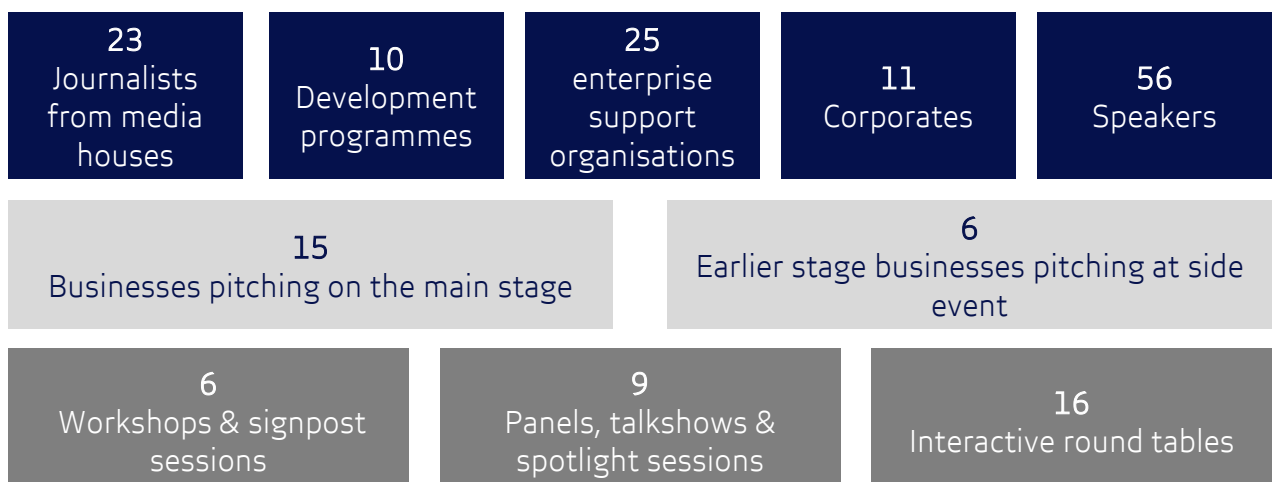 23
Journalists
from media
houses
10
Development
programmes
25
enterprise
support
organisations
11
Corporates
56
Speakers
15
Businesses pitching on the main stage
6
Earlier stage businesses pitching at side
event
6
Workshops & signpost
sessions
9
Panels, talkshows &
spotlight sessions
16
Interactive round tables